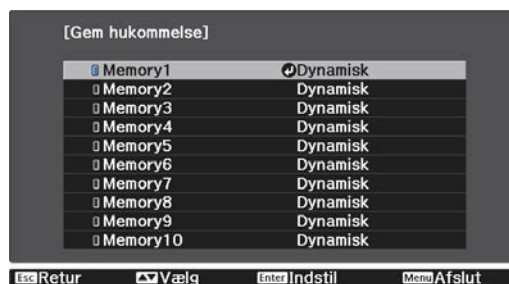 [Gem hukommelse]
Memory1 Dynamisk
Memory2 Dynamisk
Memory3 Dynamisk
Memory4 Dynamisk
Memory5 Dynamisk
Memory6 Dynamisk
Memory7 Dynamisk
Memory8 Dynamisk
Memory9 Dynamisk
Memory10 Dynamisk
Esc Retur Vælg Enter Indstil Menu Afslut